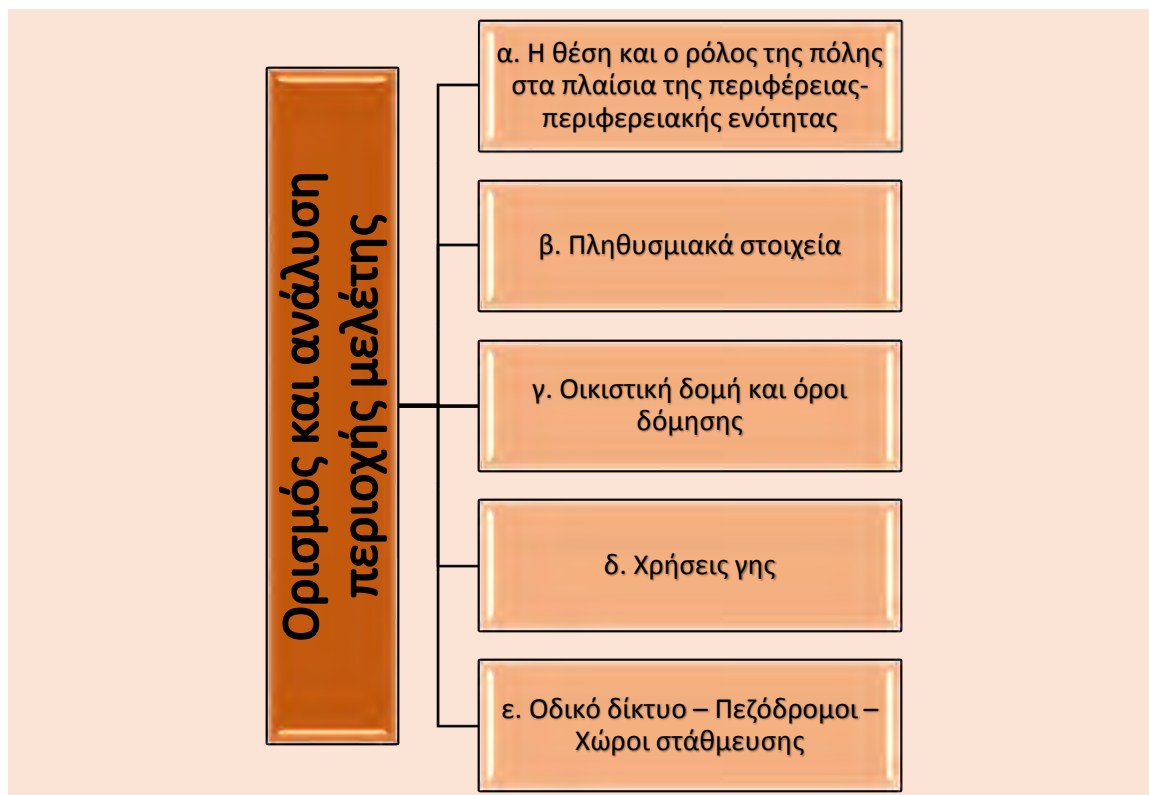 Ορισμός και ανάλυση
περιοχής μελέτης
α. Η θέση και ο ρόλος της πόλης
στα πλαίσια της περιφέρειας-
περιφερειακής ενότητας
β. Πληθυσμιακά στοιχεία
γ. Οικιστική δομή και όροι
δόμησης
δ. Χρήσεις γης
ε. Οδικό δίκτυο – Πεζόδρομοι –
Χώροι στάθμευσης